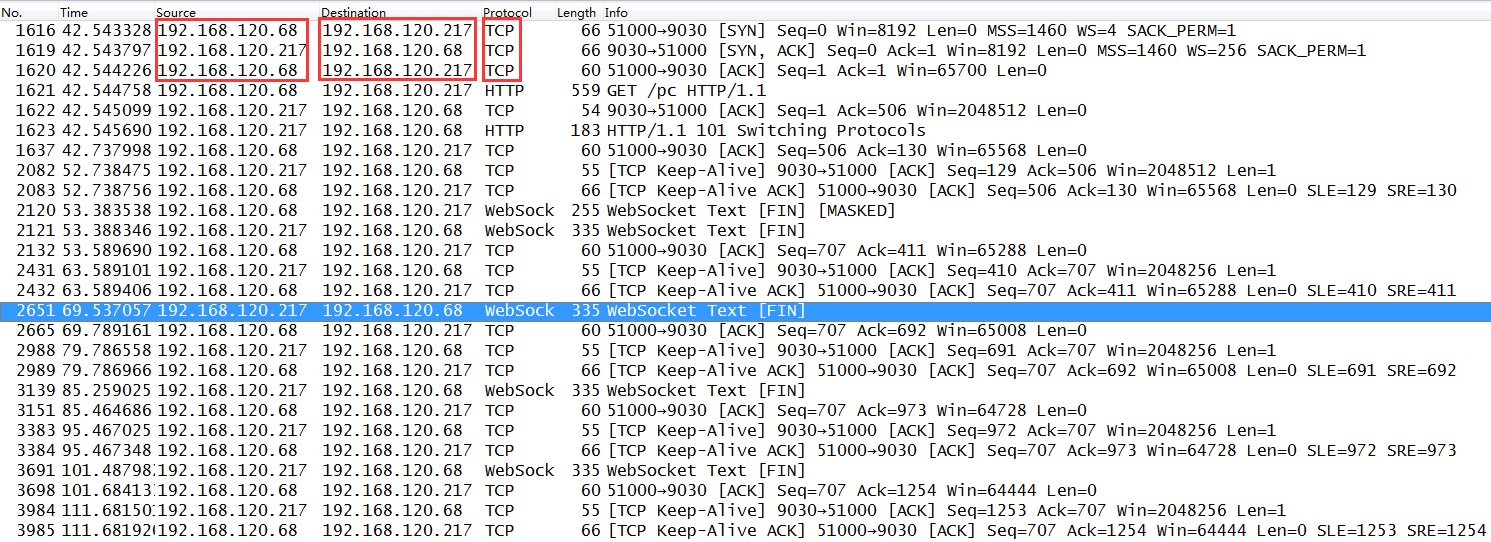 No. Time Source Destination Protocol Length Info
1616 42.543328 192.168.120.68 192.168.120.217 TCP 66 51000→9030 [SYN] Seq=0 Win=8192 Len=0 MSS=1460 WS=4 SACK_PERM=1
1619 42.543797 192.168.120.217 192.168.120.68 TCP 66 9030→51000 [SYN, ACK] Seq=0 Ack=1 Win=8192 Len=0 MSS=1460 WS=256 SACK_PERM=1
1620 42.544226 192.168.120.68 192.168.120.217 TCP 60 51000→9030 [ACK] Seq=1 Ack=1 Win=65700 Len=0
1621 42.544758 192.168.120.68 192.168.120.217 HTTP 559 GET /pc HTTP/1.1
1622 42.545099 192.168.120.217 192.168.120.68 TCP 54 9030→51000 [ACK] Seq=1 Ack=506 Win=2048512 Len=0
1623 42.545690 192.168.120.217 192.168.120.68 HTTP 183 HTTP/1.1 101 Switching Protocols
1637 42.737998 192.168.120.68 192.168.120.217 TCP 60 51000→9030 [ACK] Seq=506 Ack=130 Win=65568 Len=0
2082 52.738475 192.168.120.217 192.168.120.68 TCP 55 [TCP Keep-Alive] 9030→51000 [ACK] Seq=129 Ack=506 Win=2048512 Len=1
2083 52.738756 192.168.120.68 192.168.120.217 TCP 66 [TCP Keep-Alive ACK] 51000→9030 [ACK] Seq=506 Ack=130 Win=65568 Len=0 SLE=129 SRE=130
2120 53.383538 192.168.120.68 192.168.120.217 WebSock 255 WebSocket Text [FIN] [MASKED]
2121 53.388346 192.168.120.217 192.168.120.68 WebSock 335 WebSocket Text [FIN]
2132 53.589690 192.168.120.68 192.168.120.217 TCP 60 51000→9030 [ACK] Seq=707 Ack=411 Win=65288 Len=0
2431 63.589101 192.168.120.217 192.168.120.68 TCP 55 [TCP Keep-Alive] 9030→51000 [ACK] Seq=410 Ack=707 Win=2048256 Len=1
2432 63.589406 192.168.120.68 192.168.120.217 TCP 66 [TCP Keep-Alive ACK] 51000→9030 [ACK] Seq=707 Ack=411 Win=65288 Len=0 SLE=410 SRE=411
2651 69.537057 192.168.120.217 192.168.120.68 WebSock 335 WebSocket Text [FIN]
2665 69.789161 192.168.120.68 192.168.120.217 TCP 60 51000→9030 [ACK] Seq=707 Ack=692 Win=65008 Len=0
2988 79.786558 192.168.120.217 192.168.120.68 TCP 55 [TCP Keep-Alive] 9030→51000 [ACK] Seq=691 Ack=707 Win=2048256 Len=1
2989 79.786966 192.168.120.68 192.168.120.217 TCP 66 [TCP Keep-Alive ACK] 51000→9030 [ACK] Seq=707 Ack=692 Win=65008 Len=0 SLE=691 SRE=692
3139 85.259025 192.168.120.217 192.168.120.68 WebSock 335 WebSocket Text [FIN]
3151 85.464686 192.168.120.68 192.168.120.217 TCP 60 51000→9030 [ACK] Seq=707 Ack=973 Win=64728 Len=0
3383 95.467025 192.168.120.217 192.168.120.68 TCP 55 [TCP Keep-Alive] 9030→51000 [ACK] Seq=972 Ack=707 Win=2048256 Len=1
3384 95.467348 192.168.120.68 192.168.120.217 TCP 66 [TCP Keep-Alive ACK] 51000→9030 [ACK] Seq=707 Ack=973 Win=64728 Len=0 SLE=972 SRE=973
3691 101.48798 192.168.120.217 192.168.120.68 WebSock 335 WebSocket Text [FIN]
3698 101.68413 192.168.120.68 192.168.120.217 TCP 60 51000→9030 [ACK] Seq=707 Ack=1254 Win=64444 Len=0
3984 111.68150 192.168.120.217 192.168.120.68 TCP 55 [TCP Keep-Alive] 9030→51000 [ACK] Seq=1253 Ack=707 Win=2048256 Len=1
3985 111.68192 192.168.120.68 192.168.120.217 TCP 66 [TCP Keep-Alive ACK] 51000→9030 [ACK] Seq=707 Ack=1254 Win=64444 Len=0 SLE=1253 SRE=1254